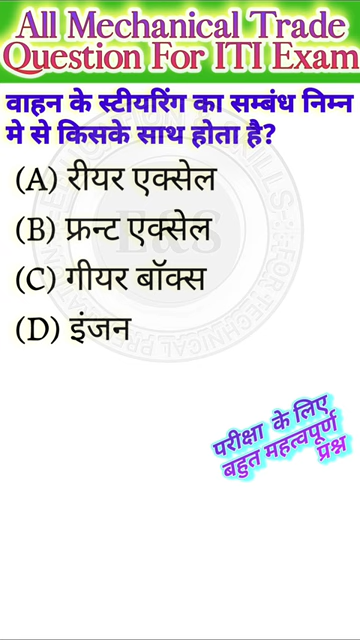 All Mechanical Trade
Question For ITI Exam
वाहन के स्टीयरिंग का सम्बंध निम्न
मे से किसके साथ होता है?
(A) रीयर एक्सेल
(B) फ्रन्ट एक्सेल
(C) गीयर बॉक्स
(D) इंजन
E&S
परीक्षा के लिए
बहुत महत्वपूर्ण
प्रश्न